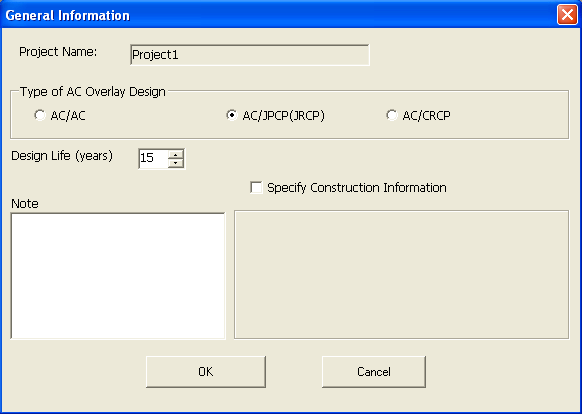 General Information
Project Name: Project1
Type of AC Overlay Design
AC/AC AC/JPCP(JRCP) AC/CRCP
Design Life (years) 15
Specify Construction Information
Note
OK Cancel